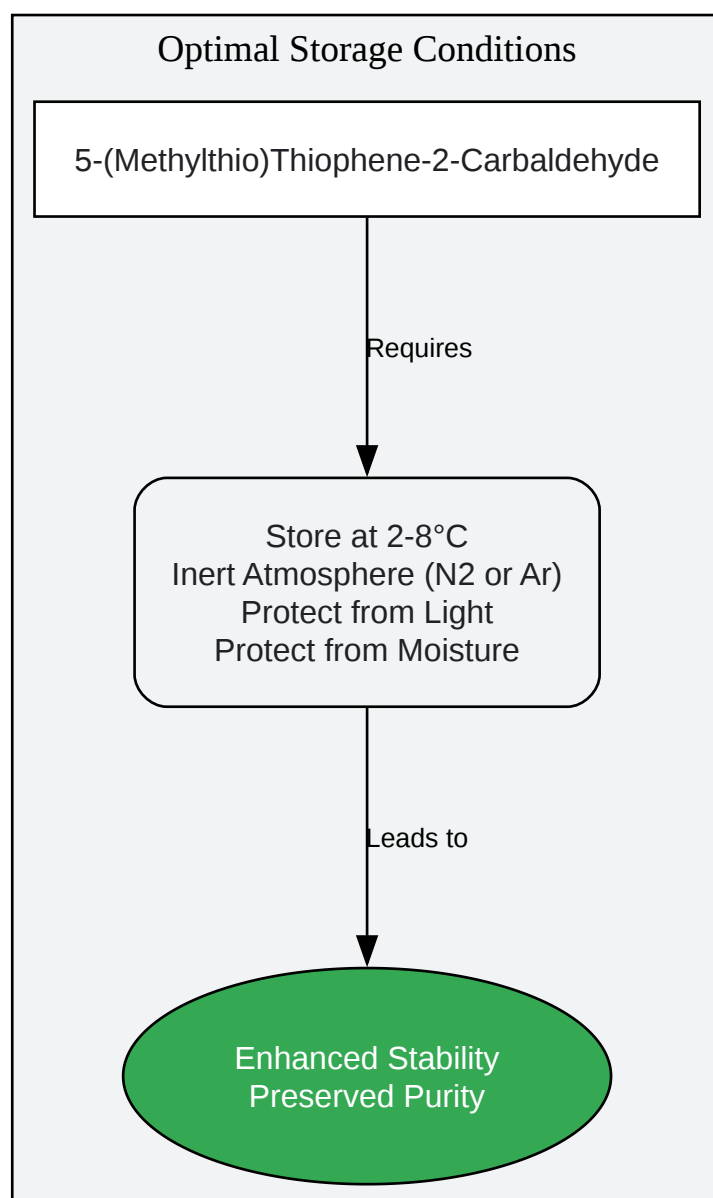 Optimal Storage Conditions
5-(Methylthio)Thiophene-2-Carbaldehyde
Requires
Store at 2-8°C
Inert Atmosphere (N2 or Ar)
Protect from Light
Protect from Moisture
Leads to
Enhanced Stability
Preserved Purity